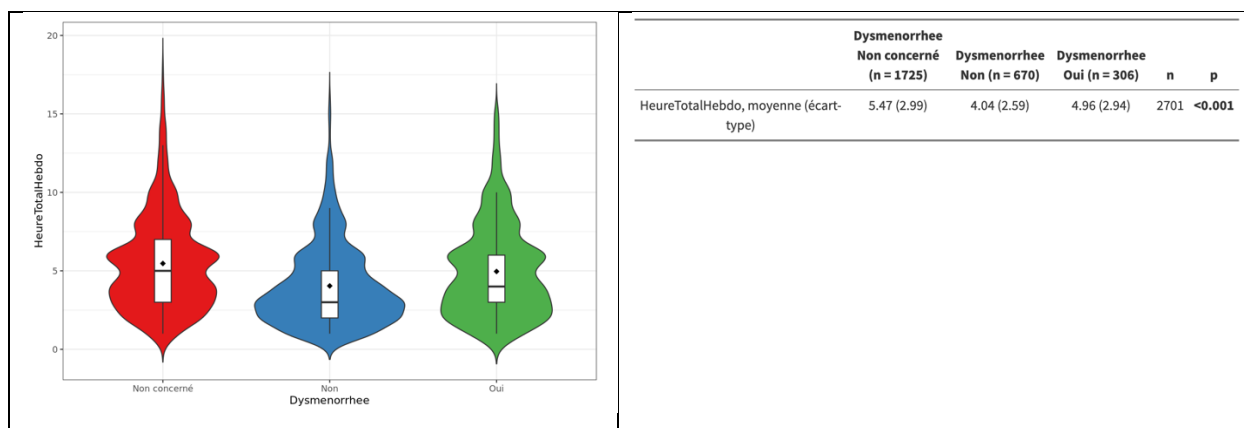 20
15
10
5
0
HeureTotalHebdo
Non concerné Non Oui
Dysmenorrhee
Dysmenorrhee Non concerné (n = 1725) Dysmenorrhee Non (n = 670) Dysmenorrhee Oui (n = 306) n p
HeureTotalHebdo, moyenne (écart- 5.47 (2.99) 4.04 (2.59) 4.96 (2.94) 2701 <0.001
type)